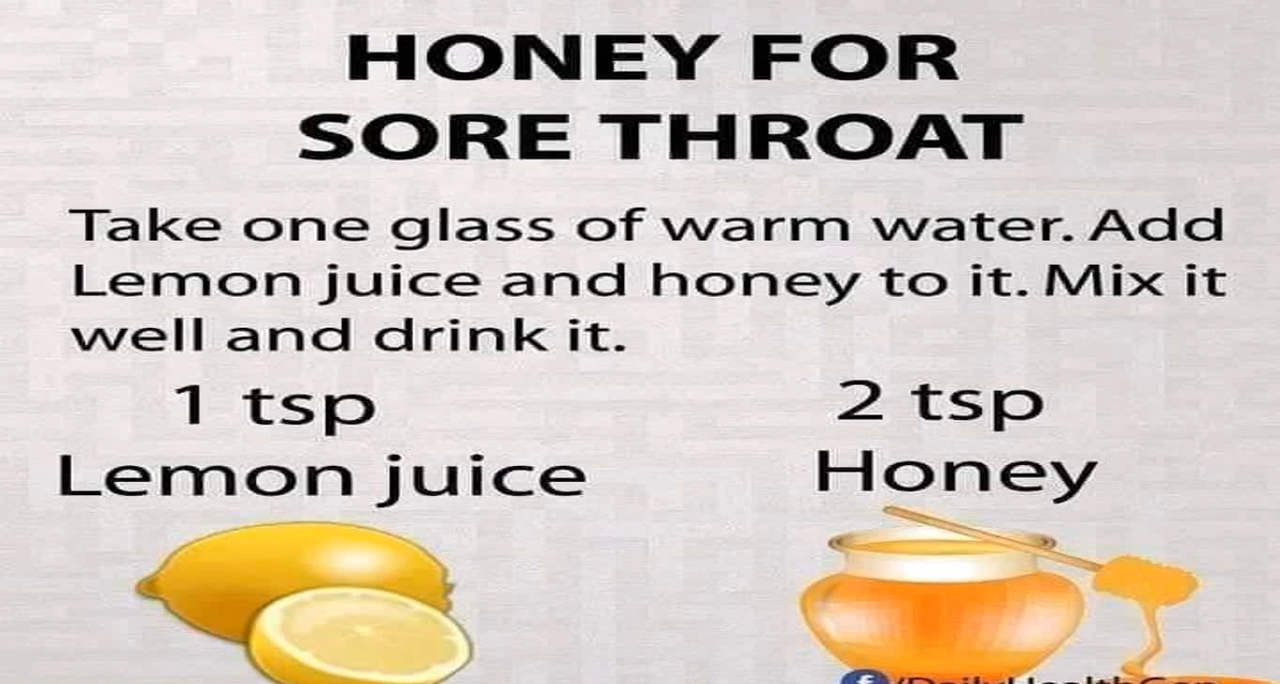 HONEY FOR
SORE THROAT
Take one glass of warm water. Add
Lemon juice and honey to it. Mix it
well and drink it.
1 tsp
Lemon juice
2 tsp
Honey